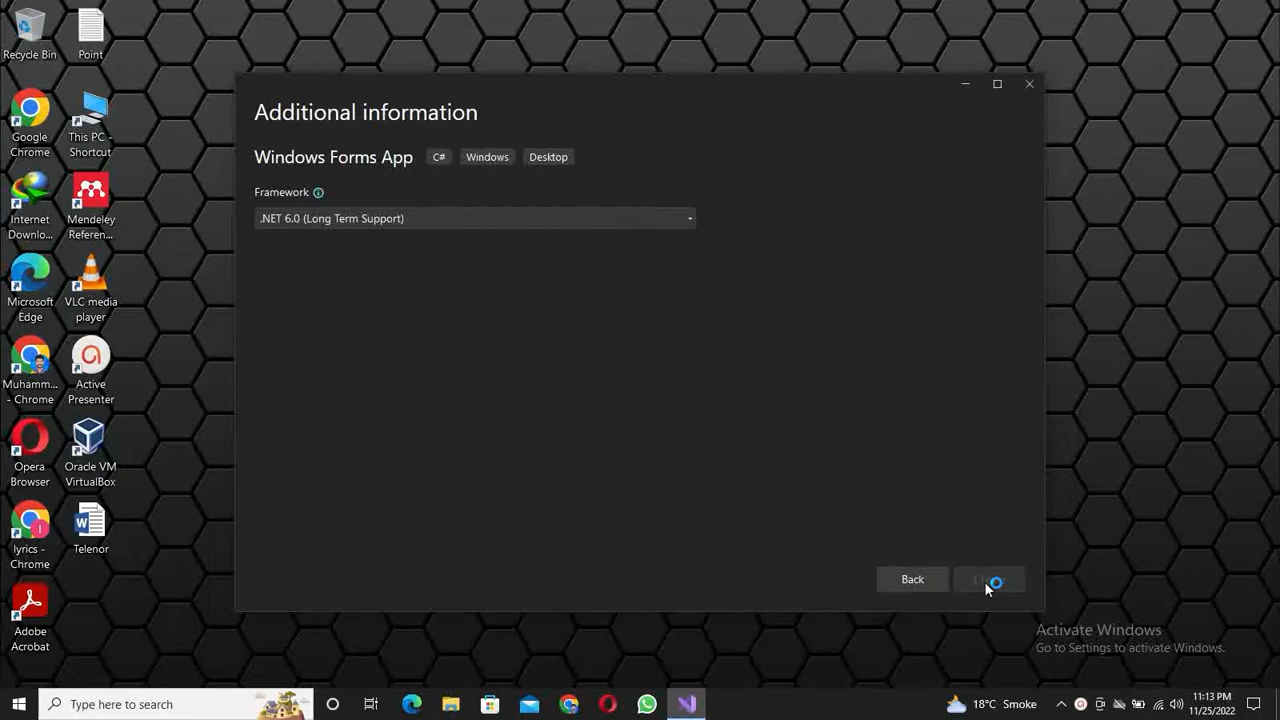 Recycle Bin
Point
Google
Chrome
This PC -
Shortcut
Internet
Downlo...
Mendeley
Referen...
Microsoft
Edge
VLC media
player
Muhamm...
- Chrome
Active
Presenter
Opera
Browser
Oracle VM
VirtualBox
lyrics -
Chrome
Telenor
Adobe
Acrobat
Additional information
Windows Forms App C# Windows Desktop
Framework
.NET 6.0 (Long Term Support)
Back
Activate Windows
Go to Settings to activate Windows.
Type here to search
18°C Smoke
11:13 PM
11/25/2022